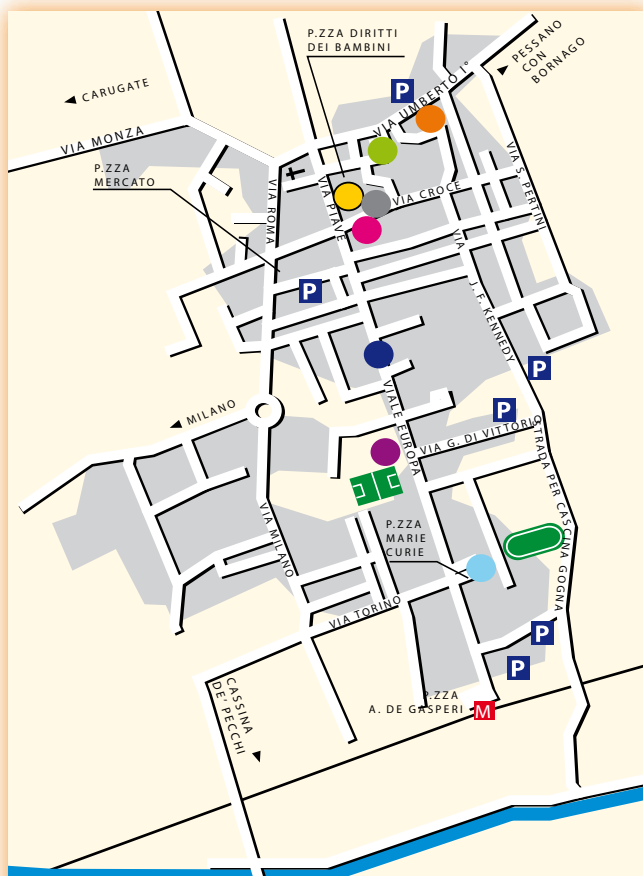 P.ZZA DIRITTI
DEI BAMBINI
PESSANO
CON
BORNAGO
CARUGATE
P
VIA UMBERTO I°
VIA MONZA
P.ZZA
MERCATO
VIA S. PERTINI
VIA ROMA
VIA PIAVE
VIA CROCE
VIA
J. F. KENNEDY
P
P
MILANO
P
VIALE EUROPA
VIA G. DI VITTORIO
STRADA PER CASCINA GOGNA
VIA MILANO
P.ZZA
MARIE
CURIE
VIA TORINO
P
P
CASSINA
DE' PECCHI
P.ZZA
A. DE GASPERI
M